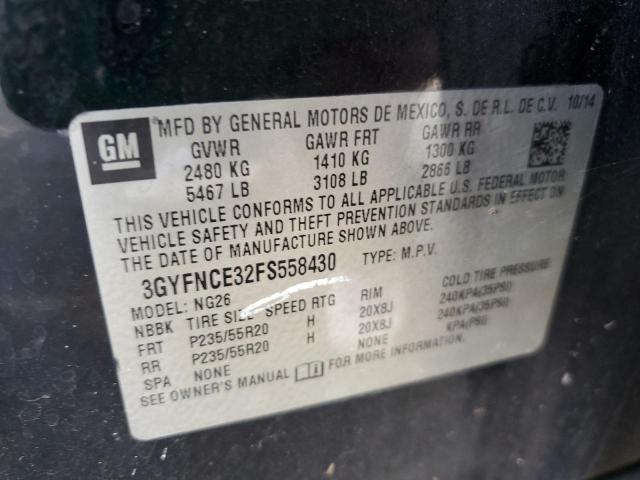 GM
MFD BY GENERAL MOTORS DE MEXICO, S. DE R.L. DE C.V. 10/14
GVWR GAWR FRT GAWR RR
2480 KG 1410 KG 1300 KG
5467 LB 3108 LB 2866 LB
THIS VEHICLE CONFORMS TO ALL APPLICABLE U.S. FEDERAL MOTOR
VEHICLE SAFETY AND THEFT PREVENTION STANDARDS IN EFFECT ON
THE DATE OF MANUFACTURE SHOWN ABOVE.
3GYFNCE32FS558430 TYPE: M.P.V.
MODEL: NG26
NBBK TIRE SIZE SPEED RTG RIM COLD TIRE PRESSURE
FRT P235/55R20 H 20X8J 240KPA(35PSI)
RR P235/55R20 H 20X8J 240KPA(35PSI)
SPA NONE NONE KPA(PSI)
SEE OWNER'S MANUAL FOR MORE INFORMATION.